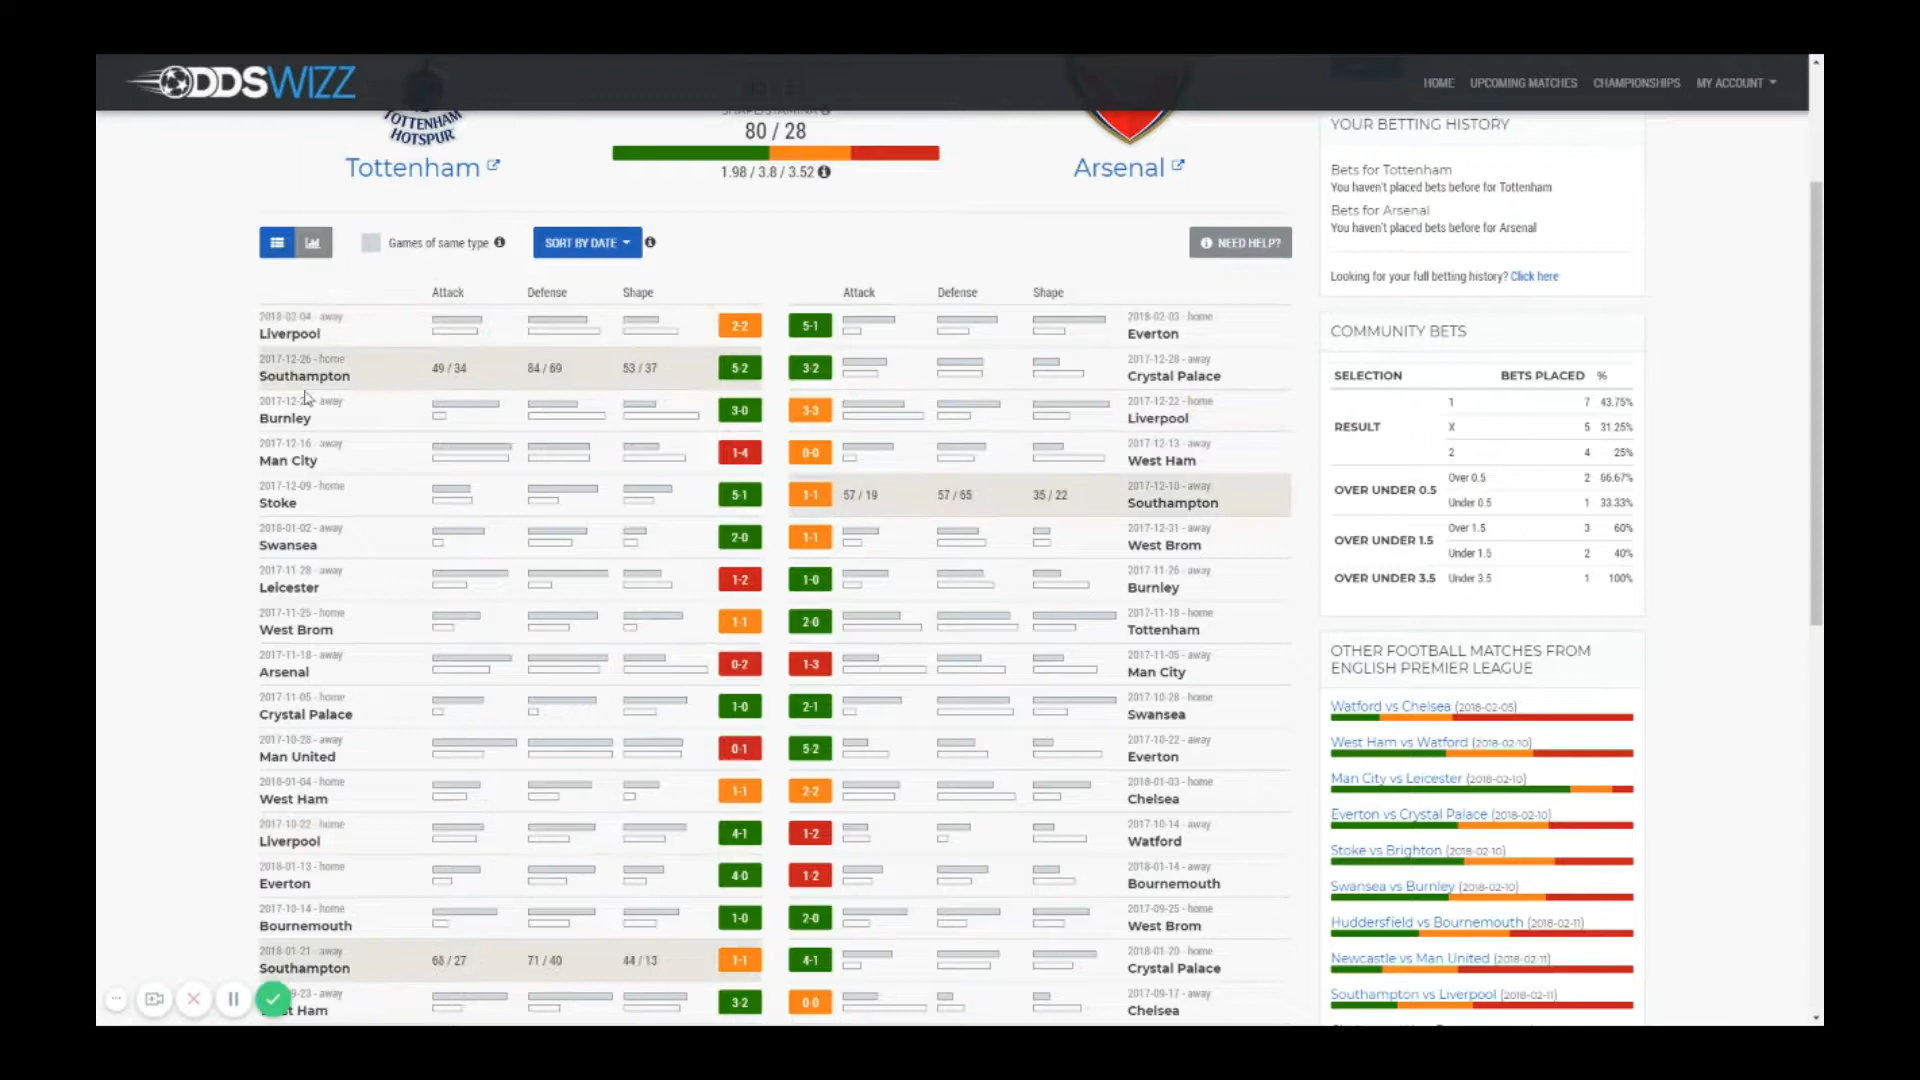 ODDSWIZZ
HOME UPCOMING MATCHES CHAMPIONSHIPS MY ACCOUNT
TOTTENHAM
HOTSPUR
Tottenham
80 / 28
1.98 / 3.8 / 3.52
Arsenal
Games of same type
SORT BY DATE
NEED HELP?
Attack Defense Shape
Attack Defense Shape
2018-02-04 - away
Liverpool
2-2
5-1
2018-02-03 - home
Everton
2017-12-26 - home
Southampton
49 / 34 84 / 69 53 / 37
5-2
3-2
2017-12-28 - away
Crystal Palace
away
Burnley
3-0
3-3
2017-12-22 - home
Liverpool
2017-12-16 - away
Man City
1-4
0-0
2017-12-13 - away
West Ham
2017-12-09 - home
Stoke
5-1
1-1
57 / 19 57 / 65 35 / 22
2017-12-10 - away
Southampton
2018-01-02 - away
Swansea
2-0
1-1
2017-12-31 - away
West Brom
2017-11-28 - away
Leicester
1-2
1-0
2017-11-26 - away
Burnley
2017-11-25 - home
West Brom
1-1
2-0
2017-11-18 - home
Tottenham
2017-11-18 - away
Arsenal
0-2
1-3
2017-11-05 - away
Man City
2017-11-05 - home
Crystal Palace
1-0
2-1
2017-10-28 - home
Swansea
2017-10-28 - away
Man United
0-1
5-2
2017-10-22 - away
Everton
2018-01-04 - home
West Ham
1-1
2-2
2018-01-03 - home
Chelsea
2017-10-22 - home
Liverpool
4-1
1-2
2017-10-14 - away
Watford
2018-01-13 - home
Everton
4-0
1-2
2018-01-14 - away
Bournemouth
2017-10-14 - home
Bournemouth
1-0
2-0
2017-09-25 - home
West Brom
2018-01-21 - away
Southampton
68 / 27 71 / 40 44 / 13
1-1
4-1
2018-01-20 - home
Crystal Palace
09-23 - away
Ham
3-2
0-0
2017-09-17 - away
Chelsea
YOUR BETTING HISTORY
Bets for Tottenham
You haven't placed bets before for Tottenham
Bets for Arsenal
You haven't placed bets before for Arsenal
Looking for your full betting history? Click here
COMMUNITY BETS
SELECTION BETS PLACED %
RESULT
1 7 43.75%
X 5 31.25%
2 4 25%
OVER UNDER 0.5
Over 0.5 2 66.67%
Under 0.5 1 33.33%
OVER UNDER 1.5
Over 1.5 3 60%
Under 1.5 2 40%
OVER UNDER 3.5 Under 3.5 1 100%
OTHER FOOTBALL MATCHES FROM
ENGLISH PREMIER LEAGUE
Watford vs Chelsea (2018-02-05)
West Ham vs Watford (2018-02-10)
Man City vs Leicester (2018-02-10)
Everton vs Crystal Palace (2018-02-10)
Stoke vs Brighton (2018-02-10)
Swansea vs Burnley (2018-02-10)
Huddersfield vs Bournemouth (2018-02-11)
Newcastle vs Man United (2018-02-11)
Southampton vs Liverpool (2018-02-11)